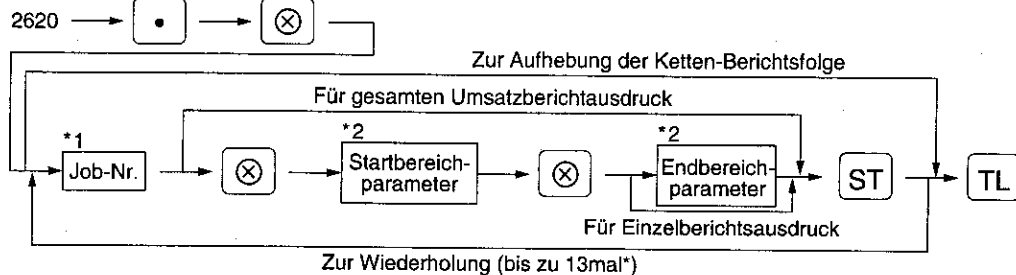 2620 • ⊗
Zur Aufhebung der Ketten-Berichtsfolge
Für gesamten Umsatzberichtausdruck
*1 *2 *2
Job-Nr. ⊗ Startbereich- ⊗ Endbereich- ST TL
parameter parameter
Für Einzelberichtsausdruck
Zur Wiederholung (bis zu 13mal*)